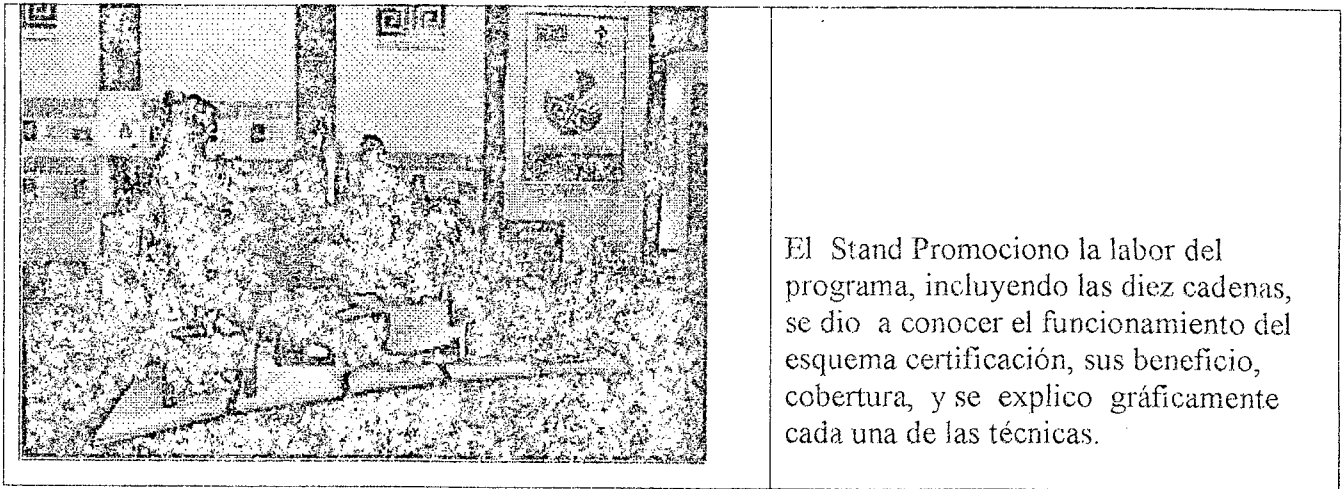 El Stand Promociono la labor del
programa, incluyendo las diez cadenas,
se dio a conocer el funcionamiento del
esquema certificación, sus beneficio,
cobertura, y se explico gráficamente
cada una de las técnicas.